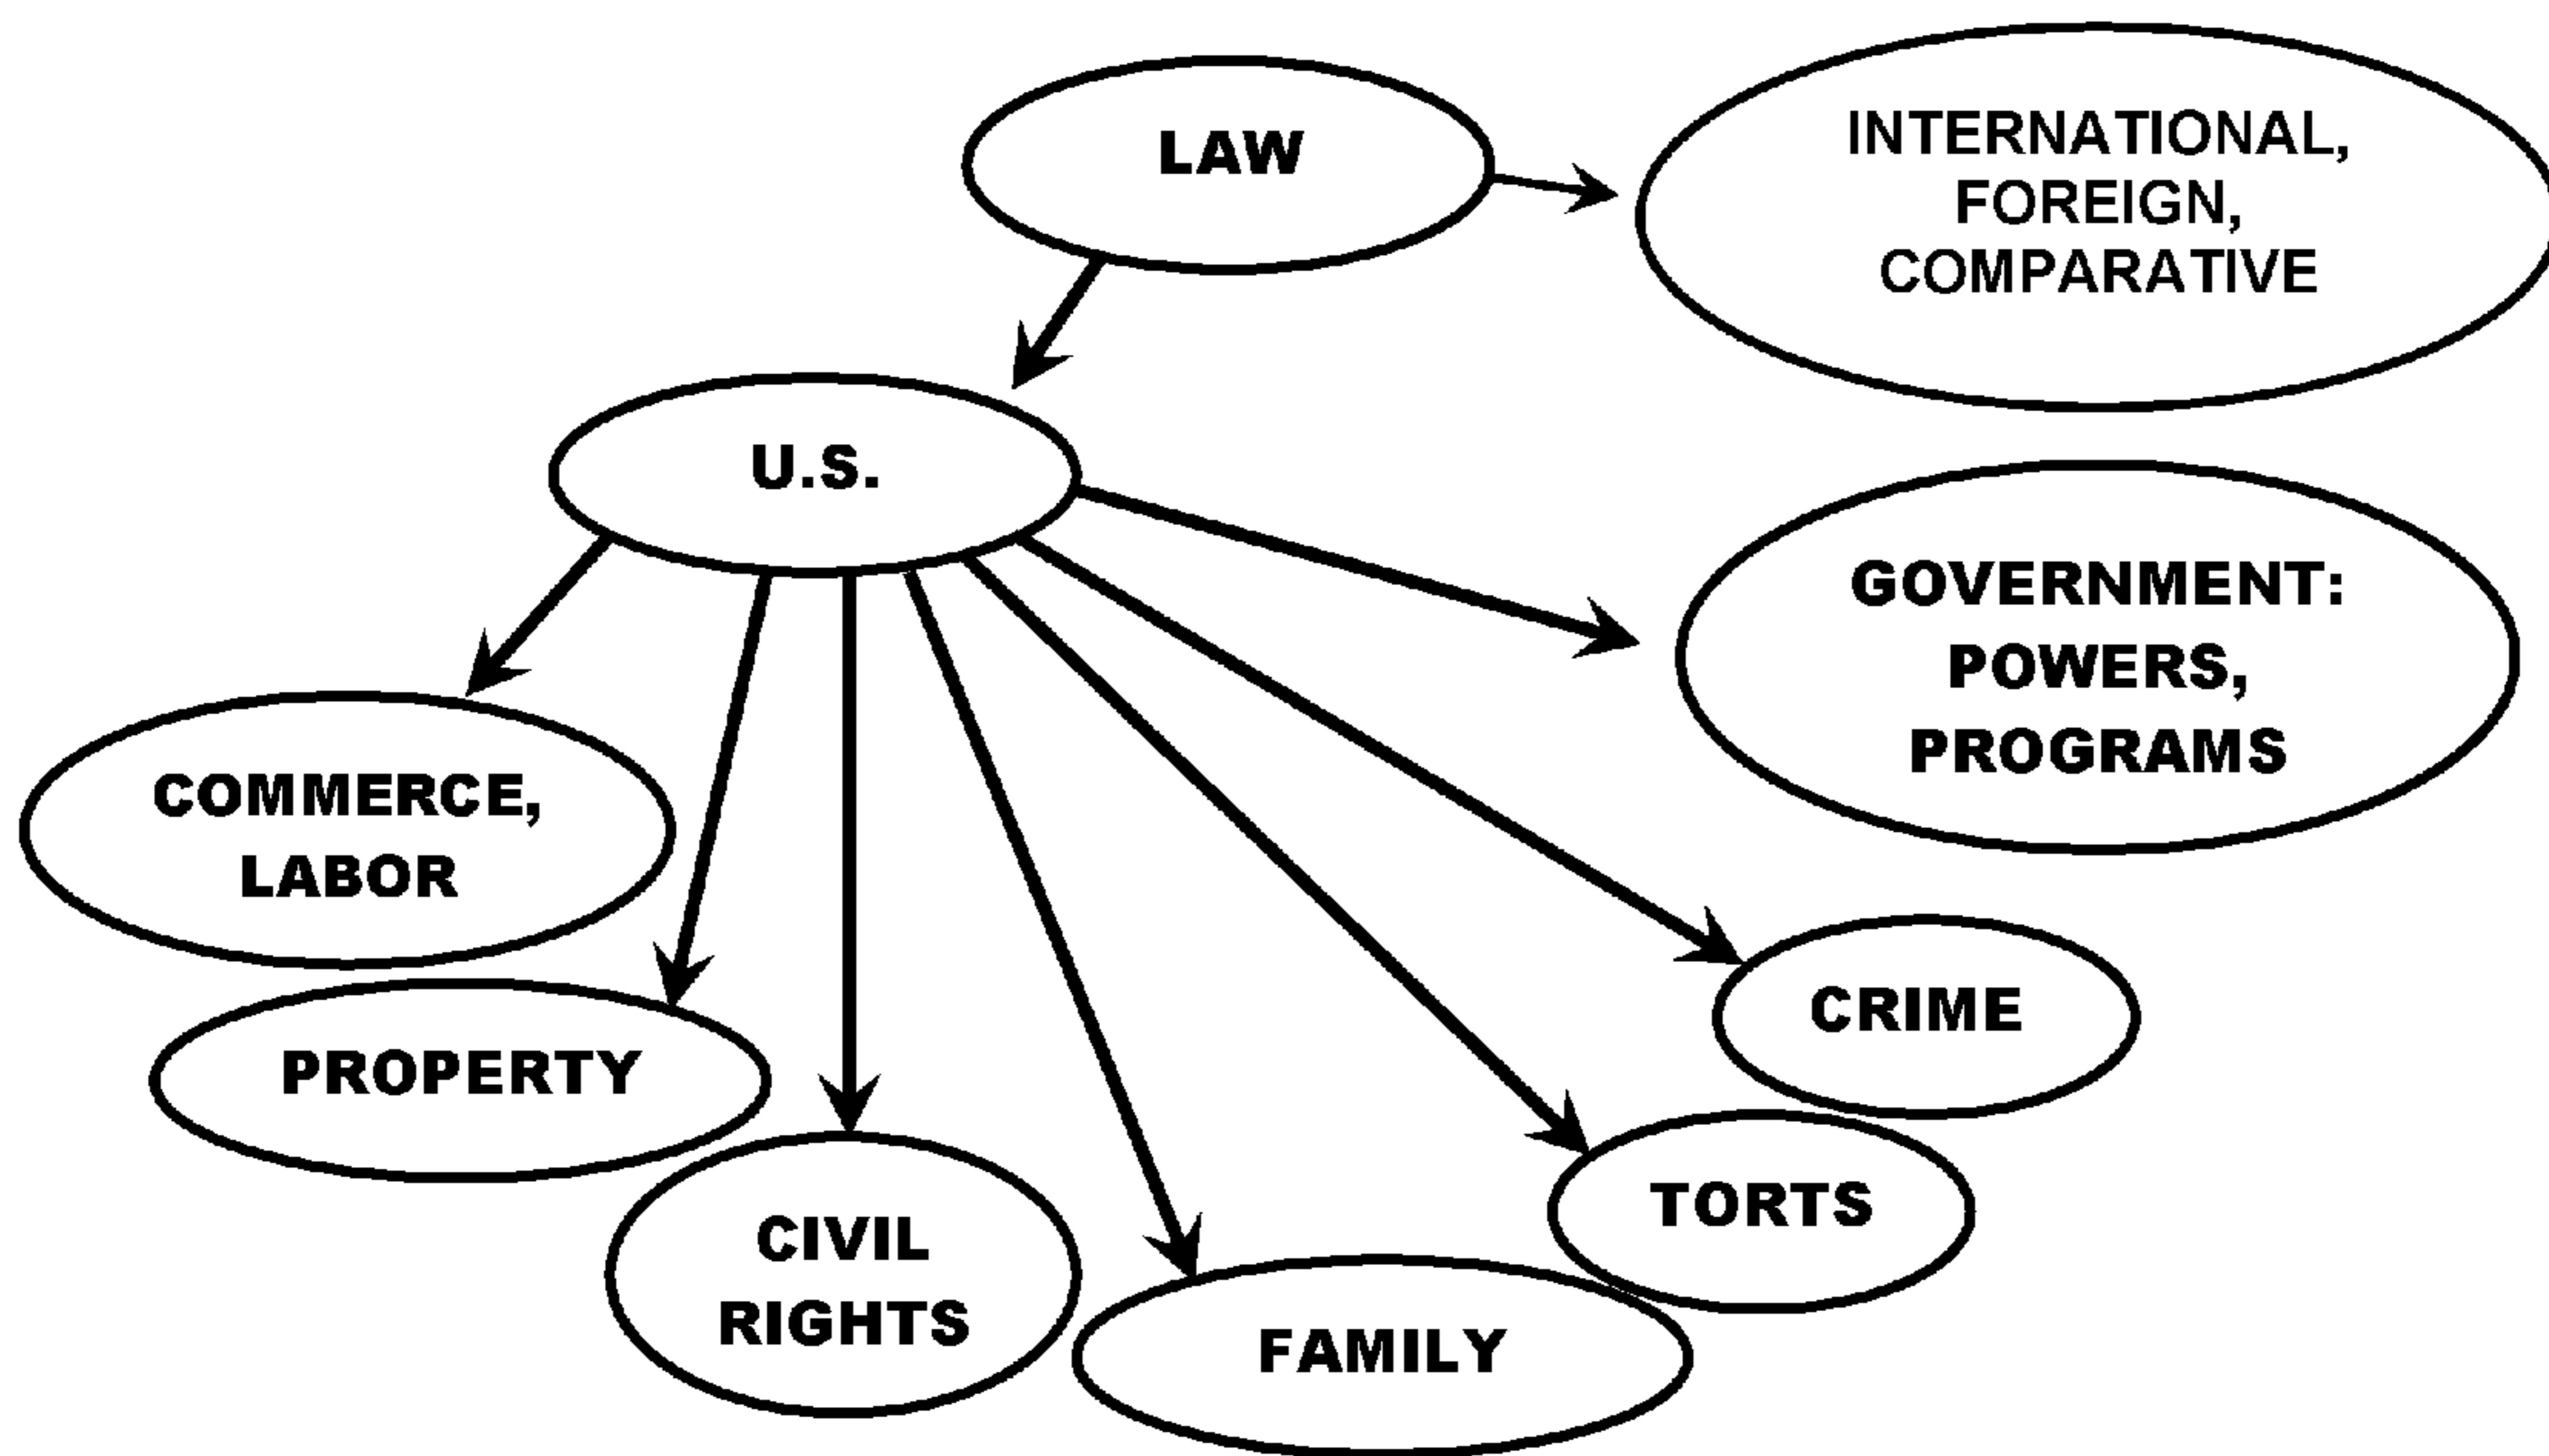 LAW
INTERNATIONAL,
FOREIGN,
COMPARATIVE
U.S.
GOVERNMENT:
POWERS,
PROGRAMS
COMMERCE,
LABOR
CRIME
PROPERTY
TORTS
CIVIL
RIGHTS
FAMILY